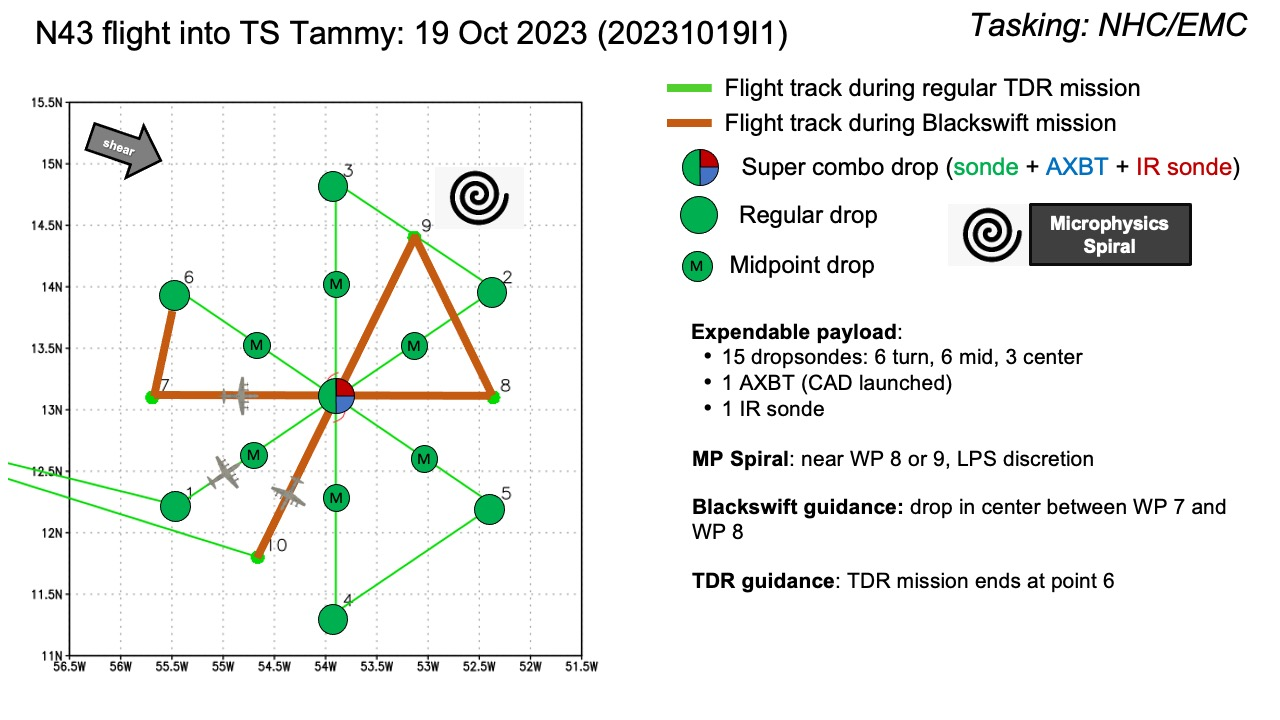 N43 flight into TS Tammy: 19 Oct 2023 (20231019I1)
Tasking: NHC/EMC
Flight track during regular TDR mission
Flight track during Blackswift mission
Super combo drop (sonde + AXBT + IR sonde)
Regular drop
Microphysics
Spiral
M
Midpoint drop
Expendable payload:
• 15 dropsondes: 6 turn, 6 mid, 3 center
• 1 AXBT (CAD launched)
• 1 IR sonde
MP Spiral: near WP 8 or 9, LPS discretion
Blackswift guidance: drop in center between WP 7 and
WP 8
TDR guidance: TDR mission ends at point 6
15.5N
shear
15N
3
14.5N
9
6
2
14N
M
M
M
13.5N
7
8
13N
M
M
12.5N
1
M
5
12N
10
11.5N
4
11N
56.5W 56W 55.5W 55W 54.5W 54W 53.5W 53W 52.5W 52W 51.5W